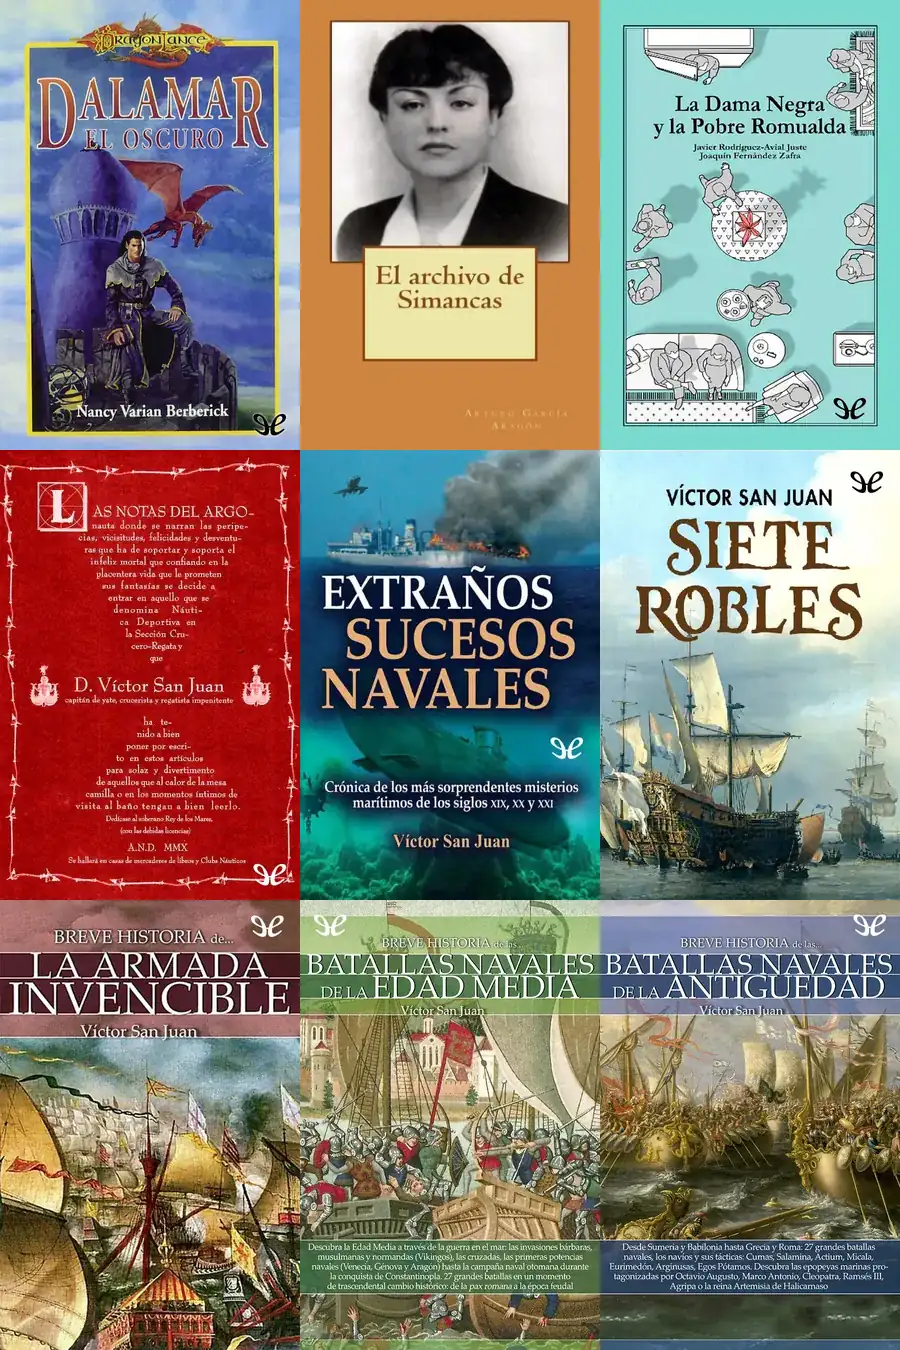 DRAGONLANCE
DALAMAR
EL OSCURO
Nancy Varian Berberick
El archivo de
Simancas
ARTURO GARCÍA
ARAGÓN
La Dama Negra
y la Pobre Romualda
Javier Rodríguez-Avial Juste
Joaquín Fernández Zafra
LAS NOTAS DEL ARGO-
nauta donde se narran las peripe-
cias, vicisitudes, felicidades y desventu-
ras que ha de soportar y soporta el
infeliz mortal que confiando en la
placentera vida que le prometen
sus fantasías se decide a
entrar en aquello que se
denomina Náuti-
ca Deportiva en
la Sección Cru-
cero-Regata y
que
D. Víctor San Juan
capitán de yate, crucerista y regatista impenitente
ha te-
nido a bien
poner por escri-
to en estos artículos
para solaz y divertimento
de aquellos que al calor de la mesa
camilla o en los momentos íntimos de
visita al baño tengan a bien leerlo.
Dedícase al soberano Rey de los Mares,
(con las debidas licencias)
A.N.D. MMX
Se hallará en casas de mercaderes de libros y Clubs Náuticos
EXTRAÑOS
SUCESOS
NAVALES
Crónica de los más sorprendentes misterios
marítimos de los siglos XIX, XX y XXI
Víctor San Juan
VÍCTOR SAN JUAN
SIETE
ROBLES
BREVE HISTORIA de...
LA ARMADA
INVENCIBLE
Víctor San Juan
BREVE HISTORIA de las...
BATALLAS NAVALES
DE LA EDAD MEDIA
Víctor San Juan
Descubra la Edad Media a través de la guerra en el mar: las invasiones bárbaras,
musulmanas y normandas (Vikingos), las cruzadas, las primeras potencias
navales (Venecia, Génova y Aragón) hasta la campaña naval otomana durante
la conquista de Constantinopla. 27 grandes batallas en un momento
de trascendental cambio histórico: de la pax romana a la época feudal
BREVE HISTORIA de las...
BATALLAS NAVALES
DE LA ANTIGÜEDAD
Víctor San Juan
Desde Sumeria y Babilonia hasta Grecia y Roma: 27 grandes batallas
navales, los navíos y sus tácticas: Cumas, Salamina, Actium, Micala,
Eurimedón, Arginusas, Egos Pótamos. Descubra las epopeyas marinas pro-
tagonizadas por Octavio Augusto, Marco Antonio, Cleopatra, Ramsés III,
Agripa o la reina Artemisa de Halicarnaso